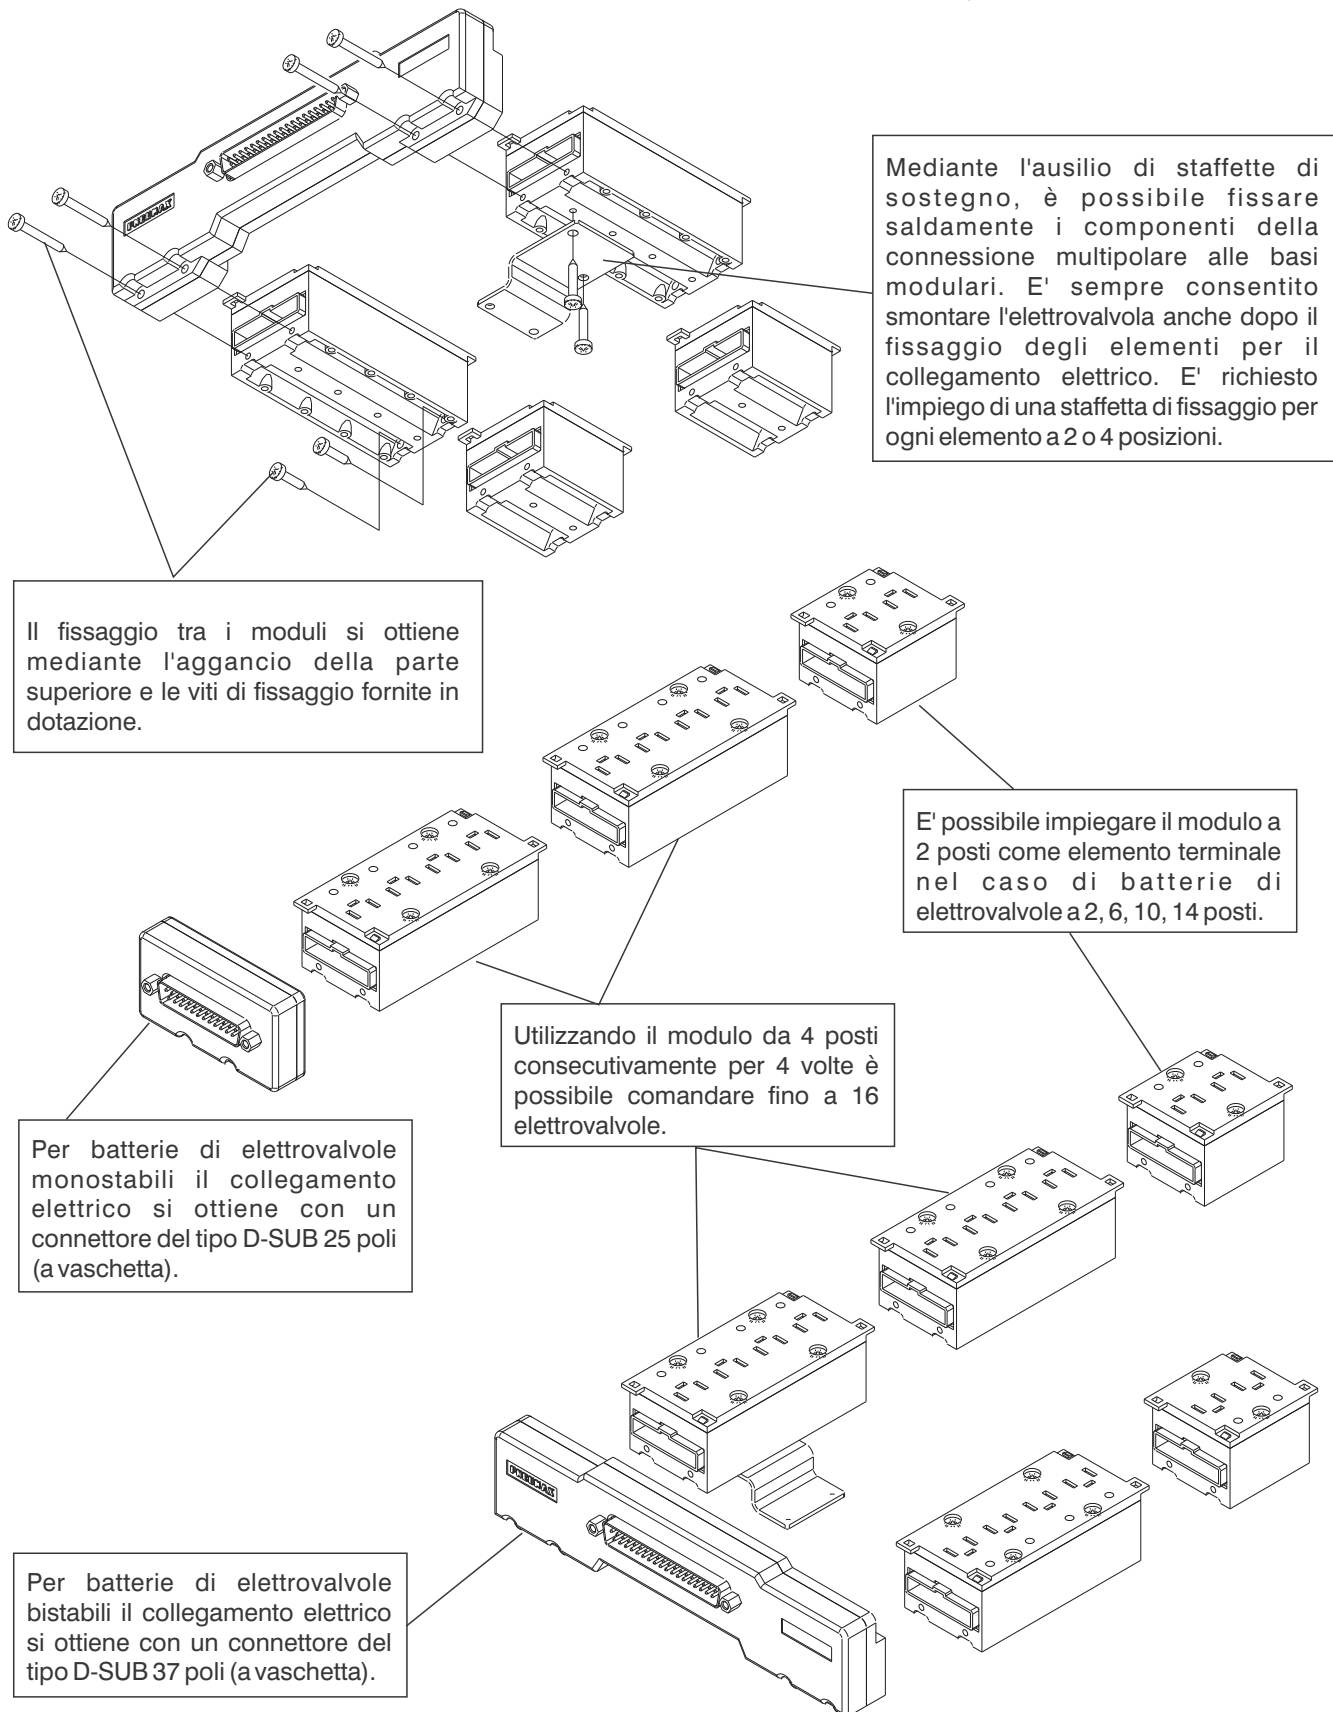 Mediante l'ausilio di staffette di
sostegno, è possibile fissare
saldamente i componenti della
connessione multipolare alle basi
modulari. E' sempre consentito
smontare l'elettrovalvola anche dopo il
fissaggio degli elementi per il
collegamento elettrico. E' richiesto
l'impiego di una staffetta di fissaggio per
ogni elemento a 2 o 4 posizioni.
Il fissaggio tra i moduli si ottiene
mediante l'aggancio della parte
superiore e le viti di fissaggio fornite in
dotazione.
E' possibile impiegare il modulo a
2 posti come elemento terminale
nel caso di batterie di
elettrovalvole a 2, 6, 10, 14 posti.
Utilizzando il modulo da 4 posti
consecutivamente per 4 volte è
possibile comandare fino a 16
elettrovalvole.
Per batterie di elettrovalvole
monostabili il collegamento
elettrico si ottiene con un
connettore del tipo D-SUB 25 poli
(a vaschetta).
PNEUMAX
Per batterie di elettrovalvole
bistabili il collegamento elettrico
si ottiene con un connettore del
tipo D-SUB 37 poli (a vaschetta).